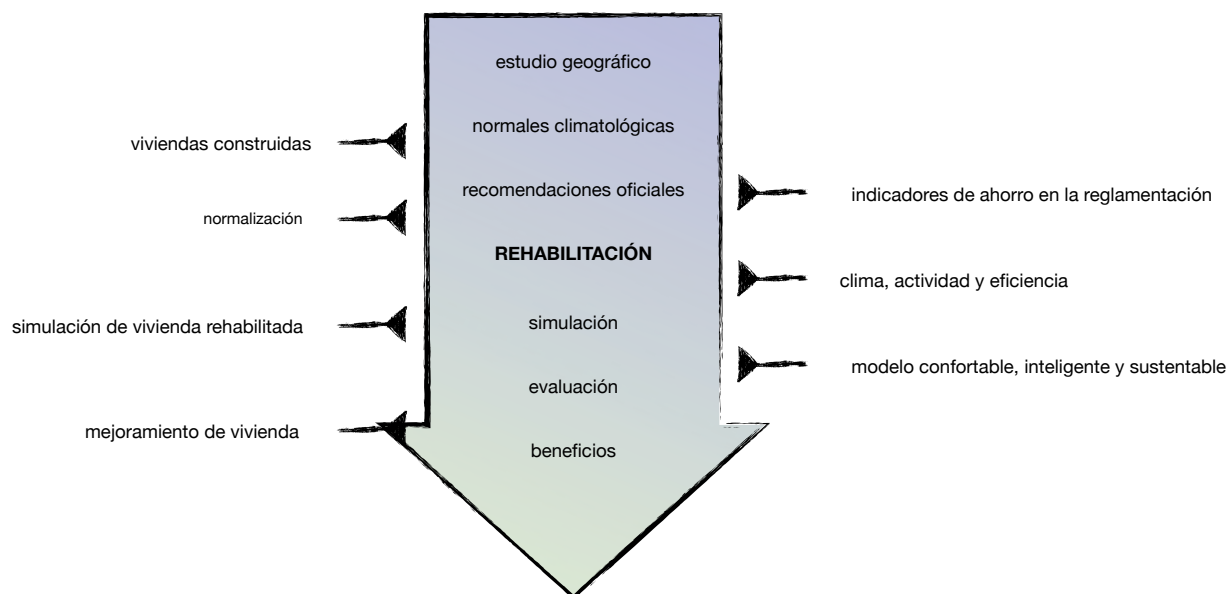 estudio geográfico
normales climatológicas
viviendas construidas
recomendaciones oficiales
indicadores de ahorro en la reglamentación
normalización
REHABILITACIÓN
clima, actividad y eficiencia
simulación de vivienda rehabilitada
simulación
modelo confortable, inteligente y sustentable
evaluación
mejoramiento de vivienda
beneficios